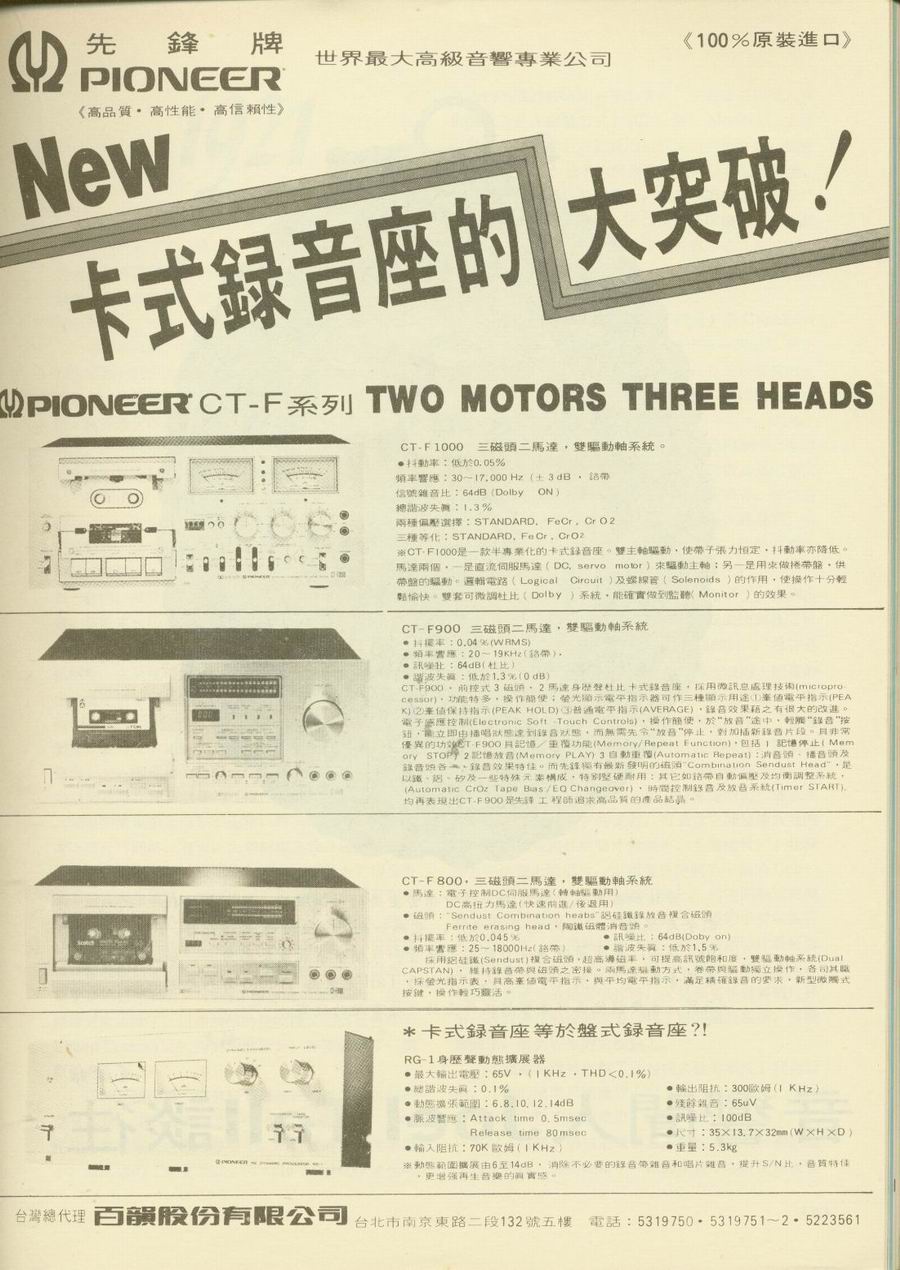 先鋒牌
PIONEER
《高品質・高性能・高信賴性》
世界最大高級音響專業公司
《100%原裝進口》
New
卡式録音座的
大突破!
PIONEER CT-F系列 TWO MOTORS THREE HEADS
CT-F1000 三磁頭二馬達,雙驅動軸系統。
●抖動率:低於0.05%
頻率響應:30~17,000 Hz (±3dB,鉻帶
信號雜音比:64dB (Dolby ON)
總諧波失眞:1.3%
兩種偏壓選擇:STANDARD, FeCr, CrO2
三種等化:STANDARD, FeCr, CrO2
※CT-F1000是一款半專業化的卡式錄音座。雙主軸驅動,使帶子張力恒定,抖動率亦降低。
馬達兩個,一是直流伺服馬達(DC, servo motor)來驅動主軸;另一是用來做捲帶盤,供
帶盤的驅動。邏輯電路(Logical Circuit)及螺線管(Solenoids)的作用,使操作十分輕
鬆愉快。雙套可微調杜比(Dolby )系統,能確實做到監聽(Monitor)的效果。
CT-F900 三磁頭二馬達,雙驅動軸系統
●抖擺率:0.04%(WRMS)
●頻率響應:20~19KHz(鉻帶),
●訊噪比:64dB(杜比)
●諧波失眞:低於1.3%(0dB)
CT-F900,前控式3磁頭,2馬達身歷聲杜比卡式錄音座,採用微訊息處理技術(micropro-
cessor),功能特多,操作簡便;螢光顯示電平指示器可作三種顯示用途①峯值電平指示(PEA
K)②峯値保持指示(PEAK HOLD)③普通電平指示(AVERAGE),錄音效果藉之有很大的改進。
電子感應控制(Electronic Soft-Touch Controls),操作簡便,於“放音”途中,輕觸“錄音”按
鈕,能立即由播唱狀態達到錄音狀態,而無需先令“放音”停止,對加插新錄音片段。具非常
優異的功效CT-F900具記憶/重覆功能(Memory/Repeat Function),包括1記憶停止(Mem
ory STOP)2記憶放音(Memory PLAY)3自動重覆(Automatic Repeat);消音頭、播音頭及
錄音頭各一,錄音效果特佳。而先鋒獨有最新發明的磁頭“Combination Sendust Head”,是
以鐵、鋁、矽及一些特殊元素構成,特別堅硬耐用;其它如鉻帶自動偏壓及均衡調整系統,
(Automatic CrO2 Tape Bias/EQ Changeover),時間控制錄音及放音系統(Timer START),
均再表現出CT-F900是先鋒工程師追求高品質的產品結晶。
CT-F800,三磁頭二馬達,雙驅動軸系統
●馬達:電子控制DC伺服馬達(轉軸驅動用)
DC高扭力馬達(快速前進/後退用)
●磁頭:“Sendust Combination heabs”鋁硅鐵錄放音複合磁頭
Ferrite erasing head,陶鐵磁體消音頭。
●抖擺率:低於0.045% ●訊噪比:64dB(Doby on)
●頻率響應:25~18000Hz(鉻帶) ●諧波失眞:低於1.5%
採用鋁硅鐵(Sendust)複合磁頭,超高導磁率,可提高訊號飽和度,雙驅動軸系統(Dual
CAPSTAN),維持錄音帶與磁頭之密接。兩馬達驅動方式,卷帶與驅動獨立操作,各司其職
,採螢光指示表,具高峯値電平指示,與平均電平指示,滿足精確錄音的要求,新型微觸式
按鍵,操作輕巧靈活。
*卡式録音座等於盤式録音座?!
RG-1身歷聲動態擴展器
●最大輸出電壓:65V,(1KHz,THD<0.1%)
●總諧波失眞:0.1% ●輸出阻抗:300歐姆(1KHz)
●動態擴張範圍:6.8.10.12.14dB ●殘餘雜音:65uV
●脈波響應:Attack time 0.5msec ●訊噪比:100dB
Release time 80msec ●尺寸:35×13.7×32mm(W×H×D)
●輸入阻抗:70K歐姆(1KHz) ●重量:5.3kg
※動態範圍擴展由6至14dB,消除不必要的錄音帶雜音和唱片雜音,提升S/N比,音質特佳
,更增强再生音樂的眞實感。
台灣總代理 百韻股份有限公司 台北市南京東路二段132號五樓 電話:5319750・5319751~2・5223561